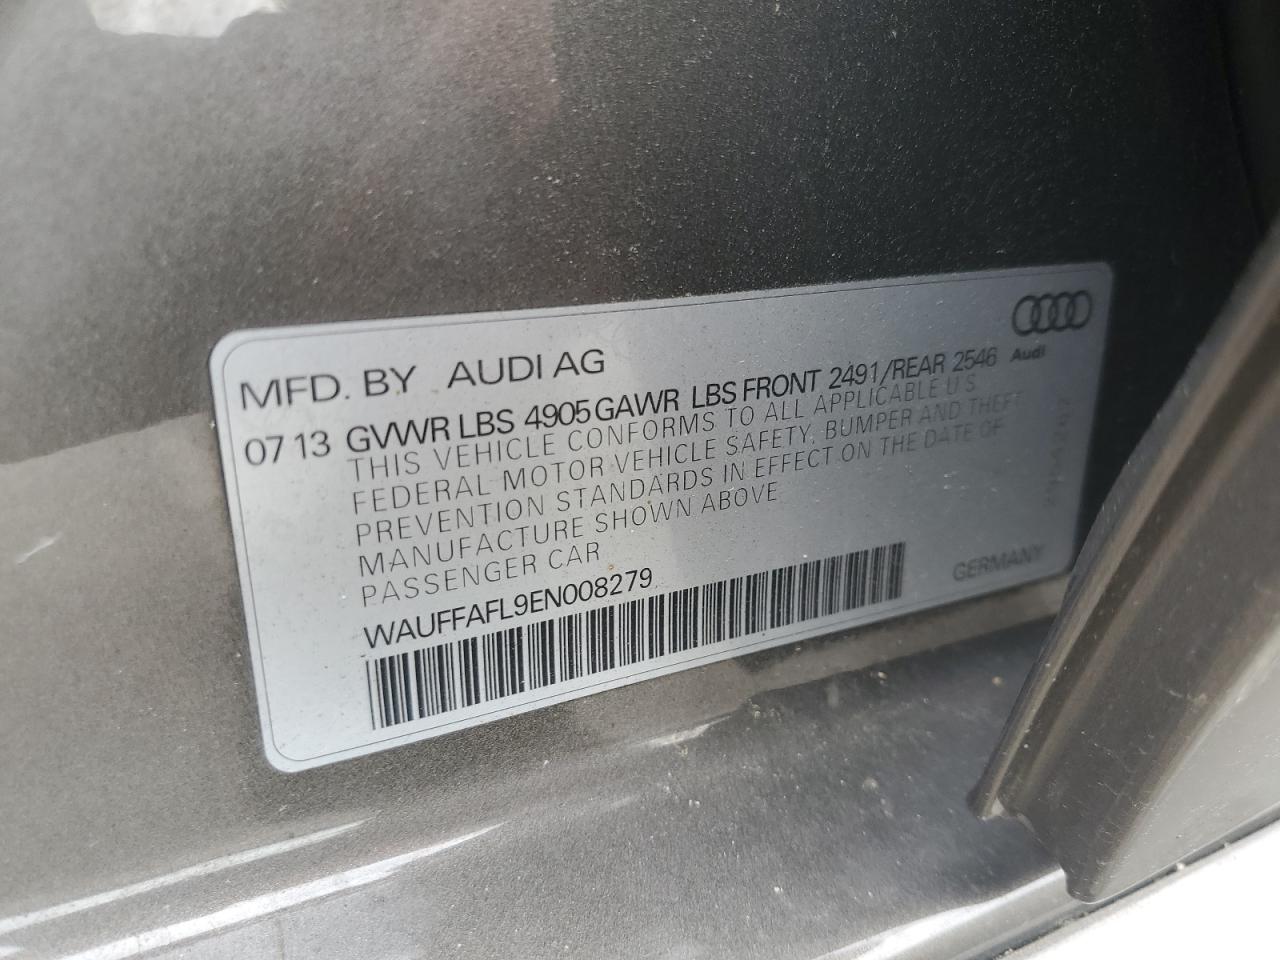 MFD. BY AUDI AG
Audi
07 13 GVWR LBS 4905 GAWR LBS FRONT 2491/REAR 2546
THIS VEHICLE CONFORMS TO ALL APPLICABLE U S
FEDERAL MOTOR VEHICLE SAFETY, BUMPER AND THEFT
PREVENTION STANDARDS IN EFFECT ON THE DATE OF
MANUFACTURE SHOWN ABOVE
PASSENGER CAR
WAUFFAFL9EN008279
GERMANY